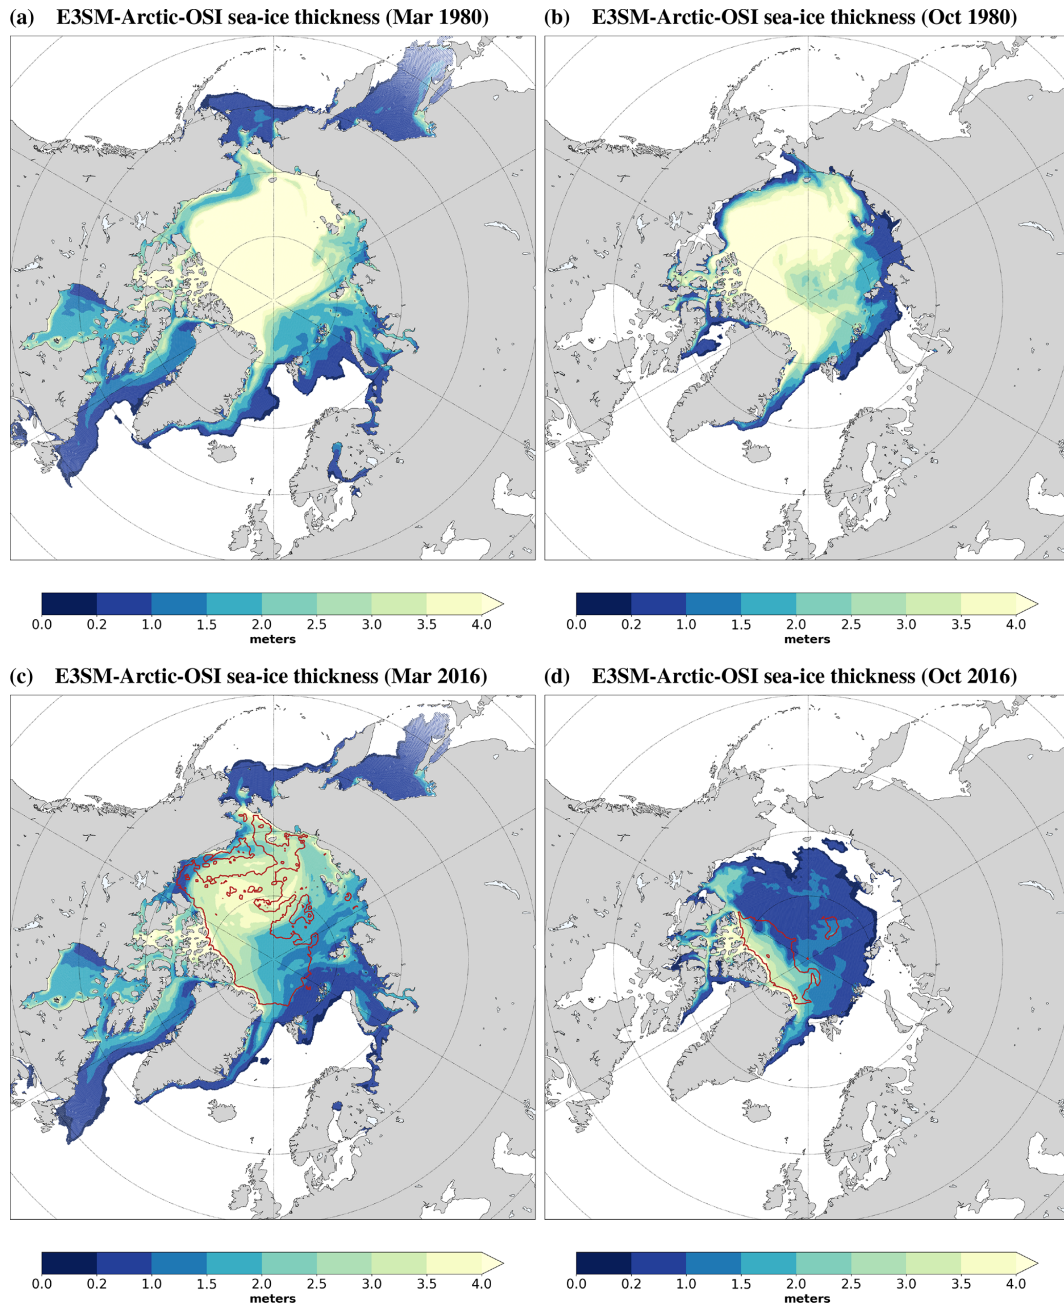 (a) E3SM-Arctic-OSI sea-ice thickness (Mar 1980)
(b) E3SM-Arctic-OSI sea-ice thickness (Oct 1980)
0.0 0.2 1.0 1.5 2.0 2.5 3.0 3.5 4.0
meters
0.0 0.2 1.0 1.5 2.0 2.5 3.0 3.5 4.0
meters
(c) E3SM-Arctic-OSI sea-ice thickness (Mar 2016)
(d) E3SM-Arctic-OSI sea-ice thickness (Oct 2016)
0.0 0.2 1.0 1.5 2.0 2.5 3.0 3.5 4.0
meters
0.0 0.2 1.0 1.5 2.0 2.5 3.0 3.5 4.0
meters